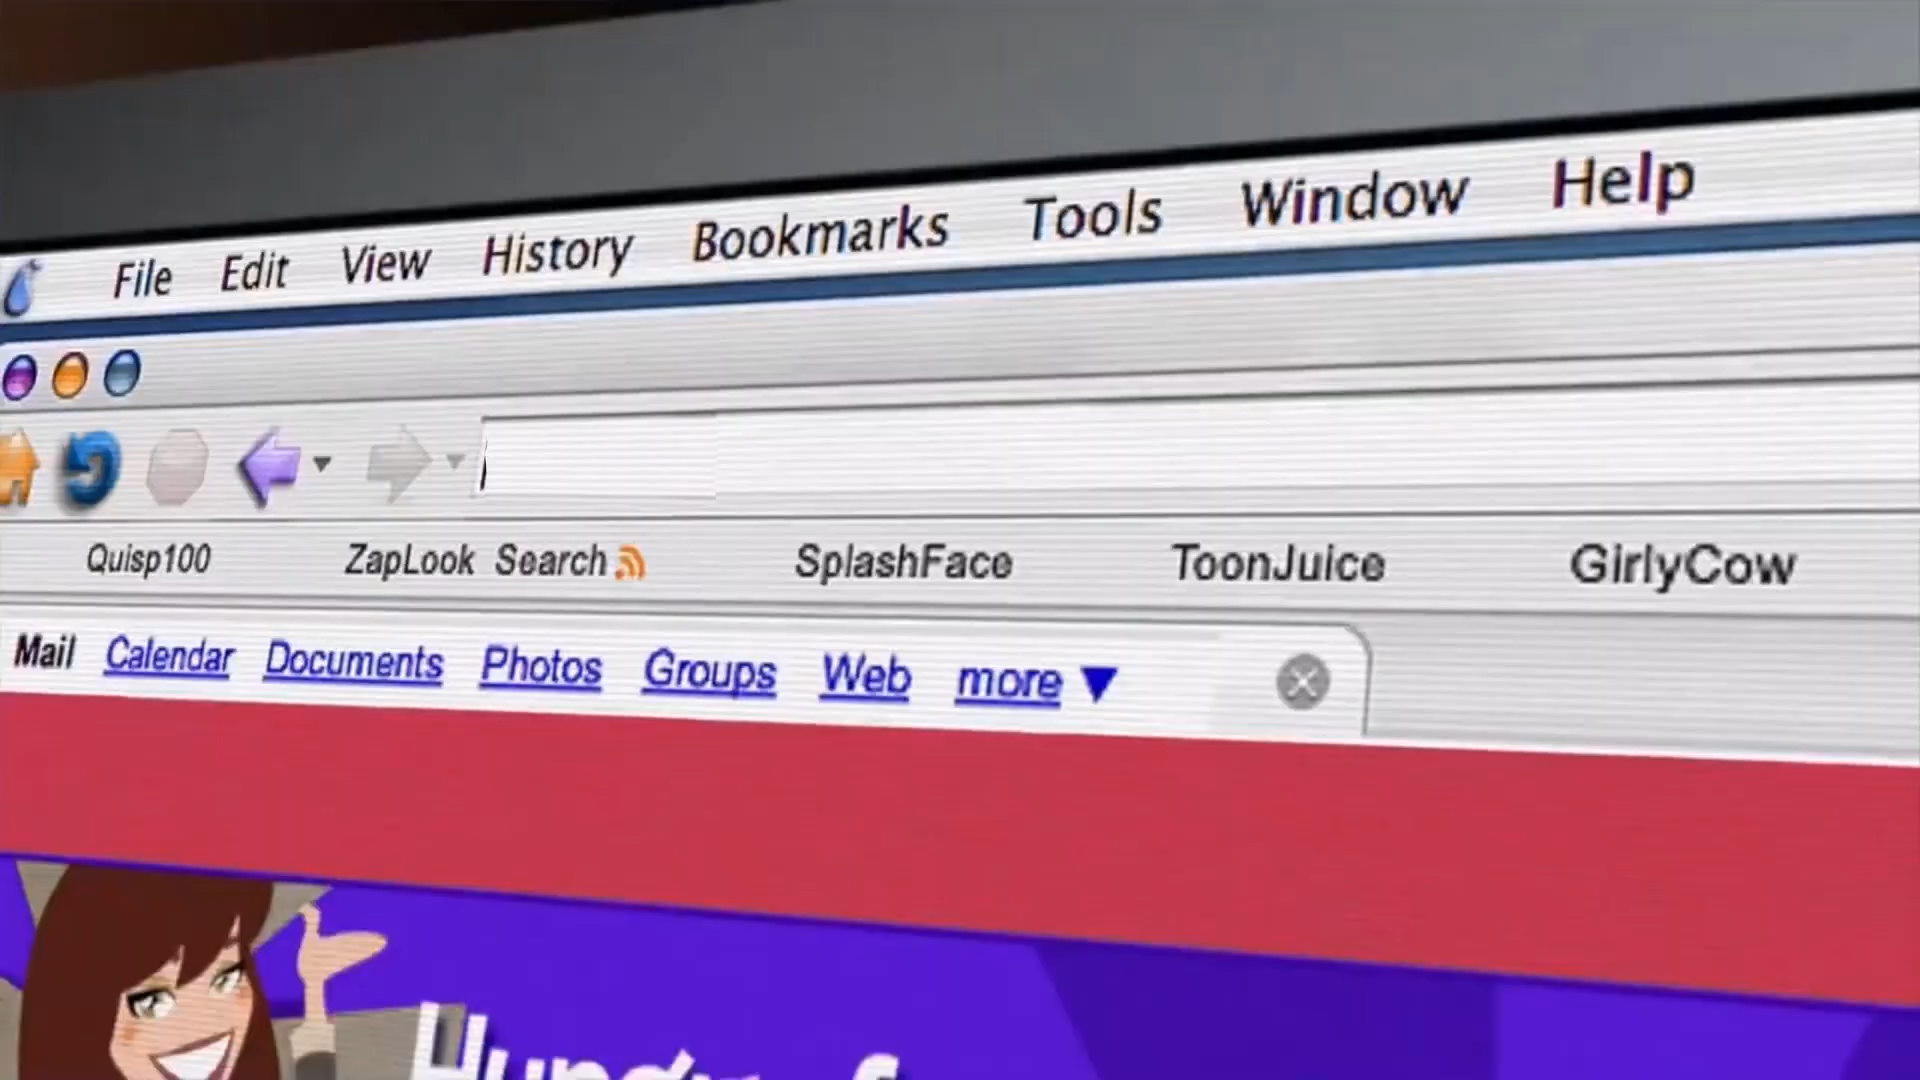 File Edit View History Bookmarks Tools Window Help
Quisp100 ZapLook Search SplashFace ToonJuice GirlyCow
Mail Calendar Documents Photos Groups Web more